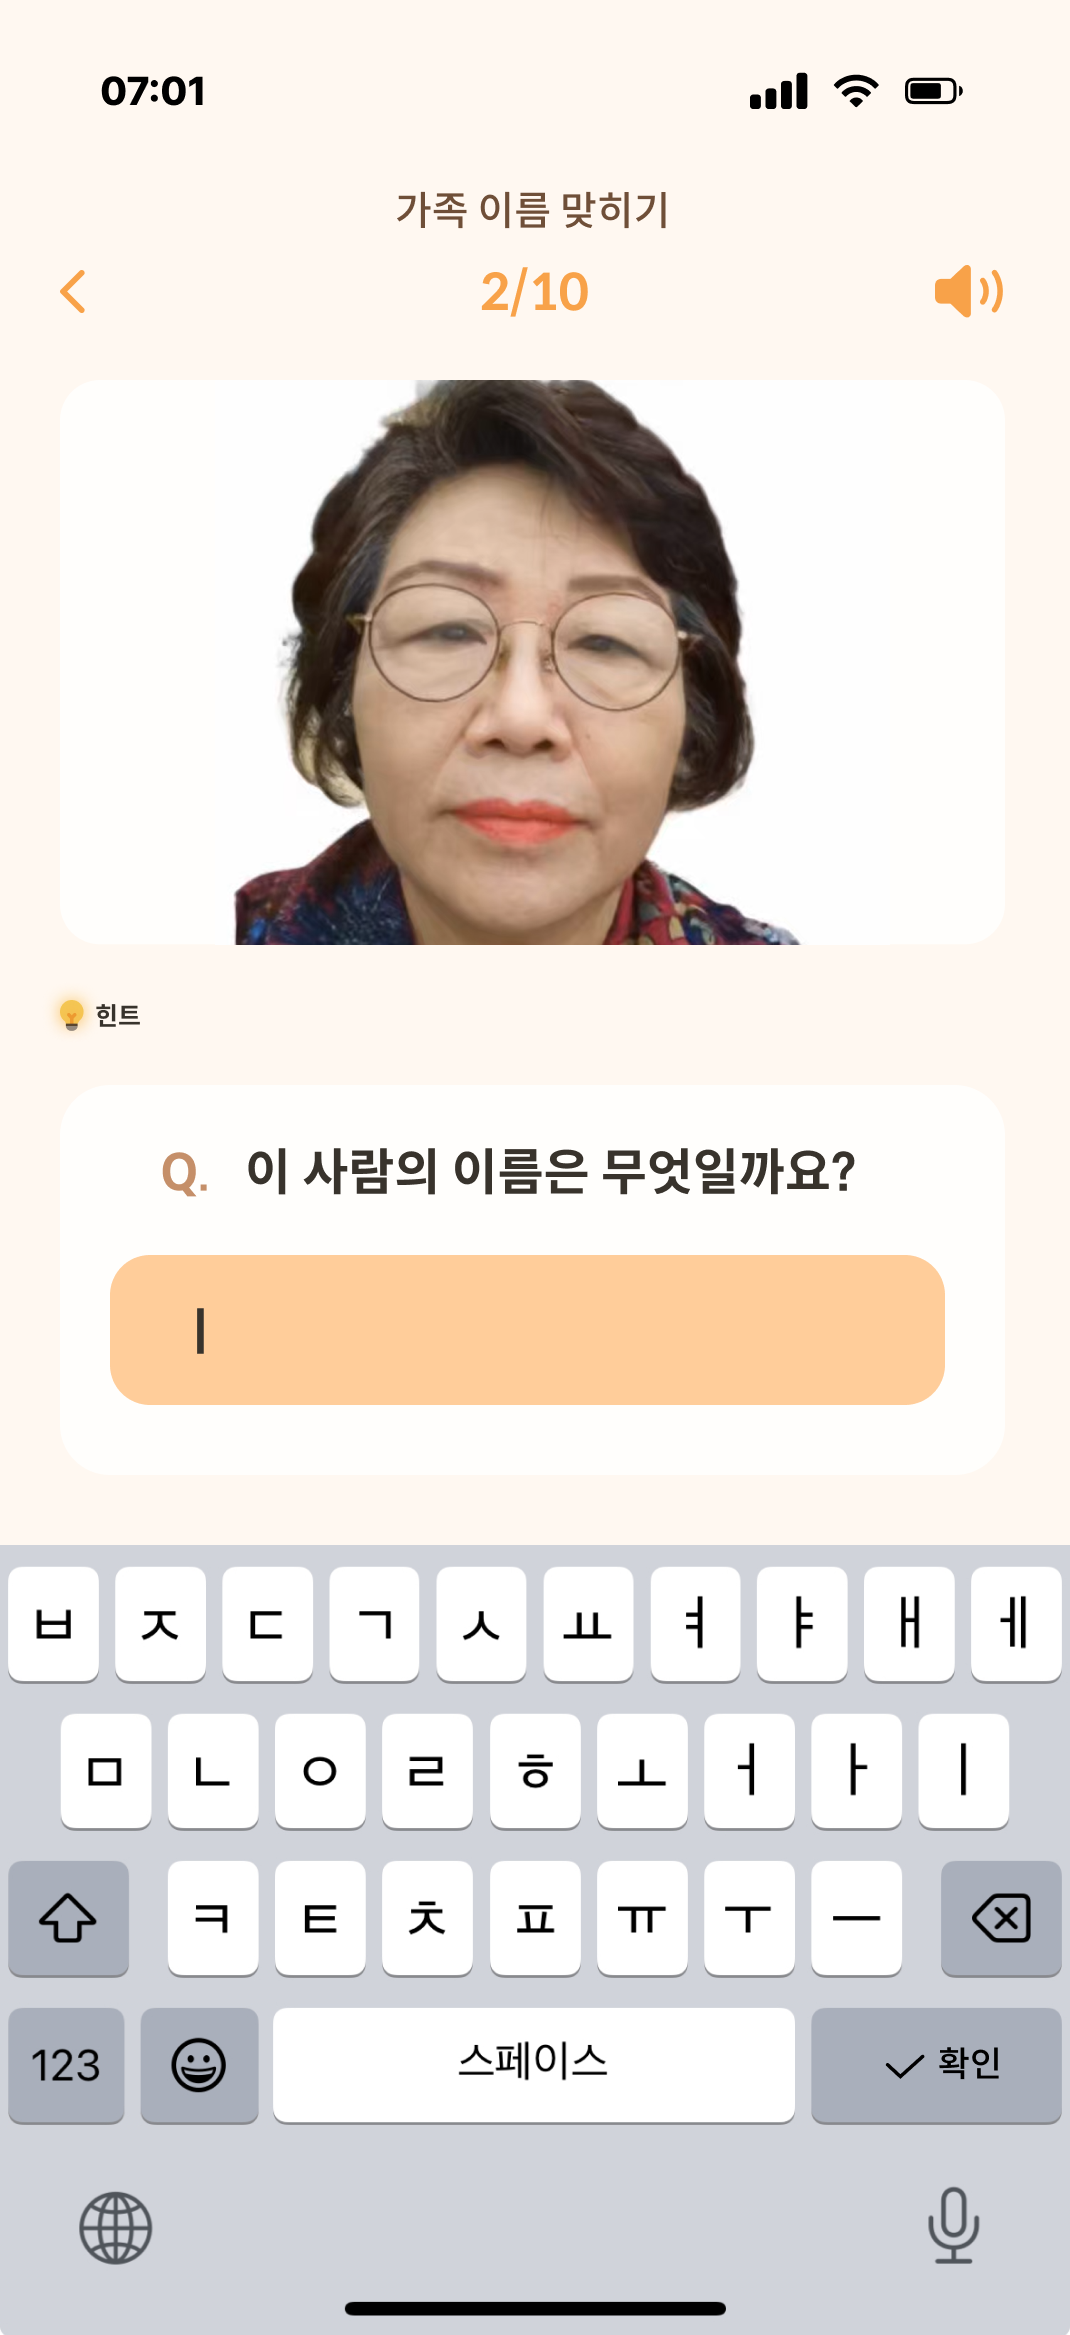 07:01
가족 이름 맞히기
2/10
힌트
Q. 이 사람의 이름은 무엇일까요?
ㅂ ㅈ ㄷ ㄱ ㅅ ㅛ ㅕ ㅑ ㅐ ㅔ
ㅁ ㄴ ㅇ ㄹ ㅎ ㅗ ㅓ ㅏ ㅣ
ㅋ ㅌ ㅊ ㅍ ㅠ ㅜ ㅡ
123 스페이스 확인